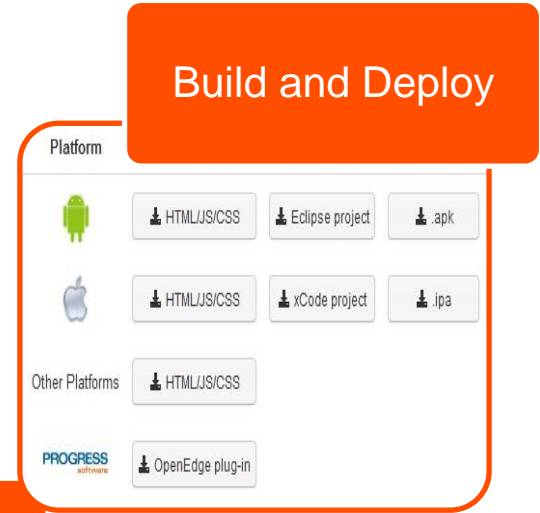 Build and Deploy
Platform
HTML/JS/CSS Eclipse project .apk
HTML/JS/CSS xCode project .ipa
Other Platforms HTML/JS/CSS
PROGRESS
software
OpenEdge plug-in